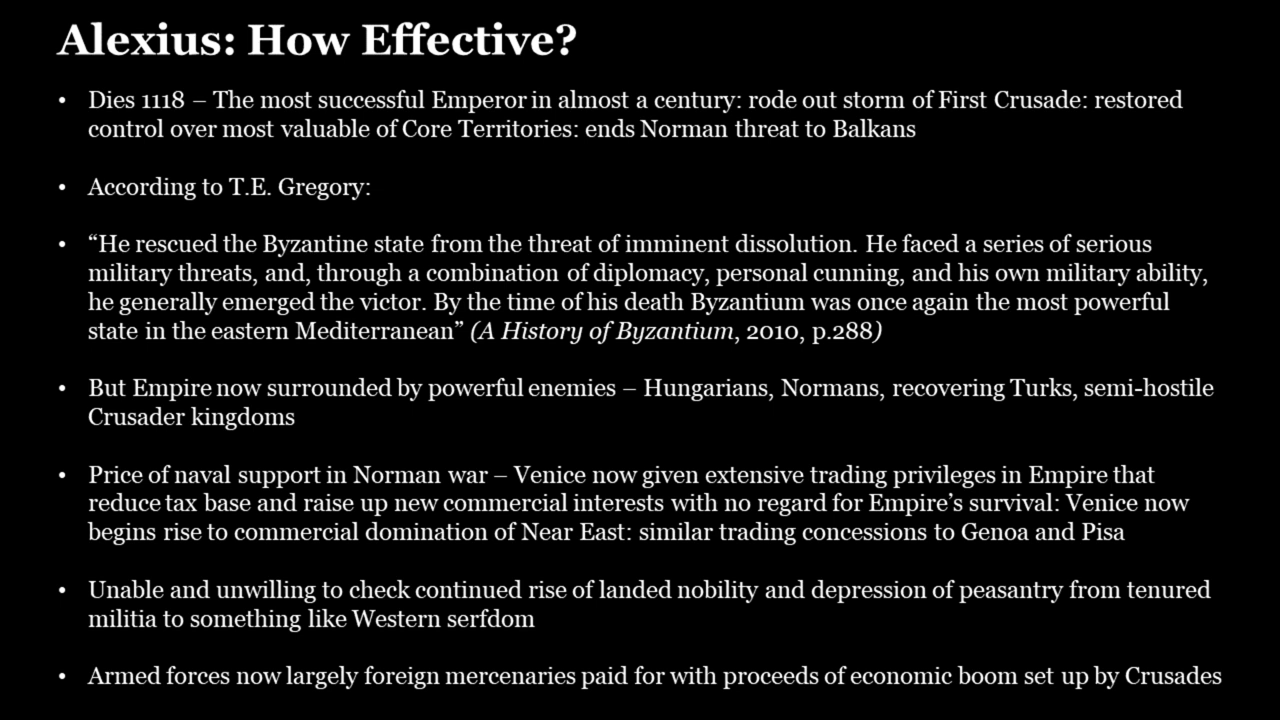 Alexius: How Effective?
• Dies 1118 – The most successful Emperor in almost a century: rode out storm of First Crusade: restored
control over most valuable of Core Territories: ends Norman threat to Balkans
• According to T.E. Gregory:
• “He rescued the Byzantine state from the threat of imminent dissolution. He faced a series of serious
military threats, and, through a combination of diplomacy, personal cunning, and his own military ability,
he generally emerged the victor. By the time of his death Byzantium was once again the most powerful
state in the eastern Mediterranean” (A History of Byzantium, 2010, p.288)
• But Empire now surrounded by powerful enemies – Hungarians, Normans, recovering Turks, semi-hostile
Crusader kingdoms
• Price of naval support in Norman war – Venice now given extensive trading privileges in Empire that
reduce tax base and raise up new commercial interests with no regard for Empire’s survival: Venice now
begins rise to commercial domination of Near East: similar trading concessions to Genoa and Pisa
• Unable and unwilling to check continued rise of landed nobility and depression of peasantry from tenured
militia to something like Western serfdom
• Armed forces now largely foreign mercenaries paid for with proceeds of economic boom set up by Crusades